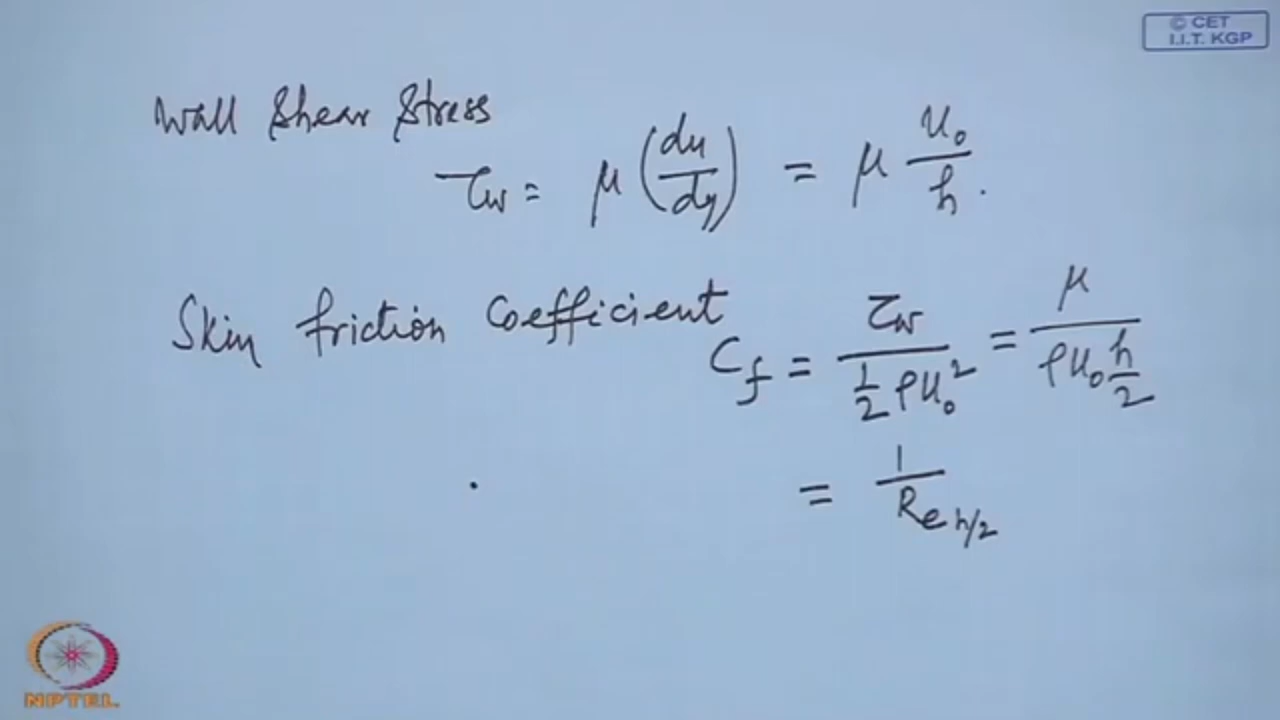 © CET
I.I.T. KGP
Wall Shear Stress
τw = μ (du/dy) = μ u₀/h.
Skin friction Coefficient
Cf = τw / ½ ρu₀² = μ / ρu₀ h/2
= 1 / Re h/2
NPTEL